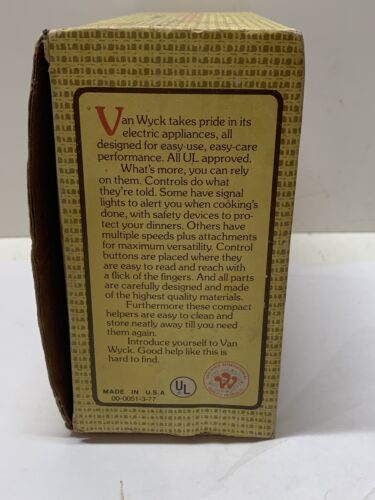 Van Wyck takes pride in its
electric appliances, all
designed for easy-use, easy-care
performance. All UL approved.
What's more, you can rely
on them. Controls do what
they're told. Some have signal
lights to alert you when cooking's
done, with safety devices to pro-
tect your dinners. Others have
multiple speeds plus attachments
for maximum versatility. Control
buttons are placed where they
are easy to read and reach with
a flick of the fingers. And all parts
are carefully designed and made
of the highest quality materials.
Furthermore these compact
helpers are easy to clean and
store neatly away till you need
them again.
Introduce yourself to Van
Wyck. Good help like this is
hard to find.
MADE IN U.S.A.
00-0051-3-77
UL